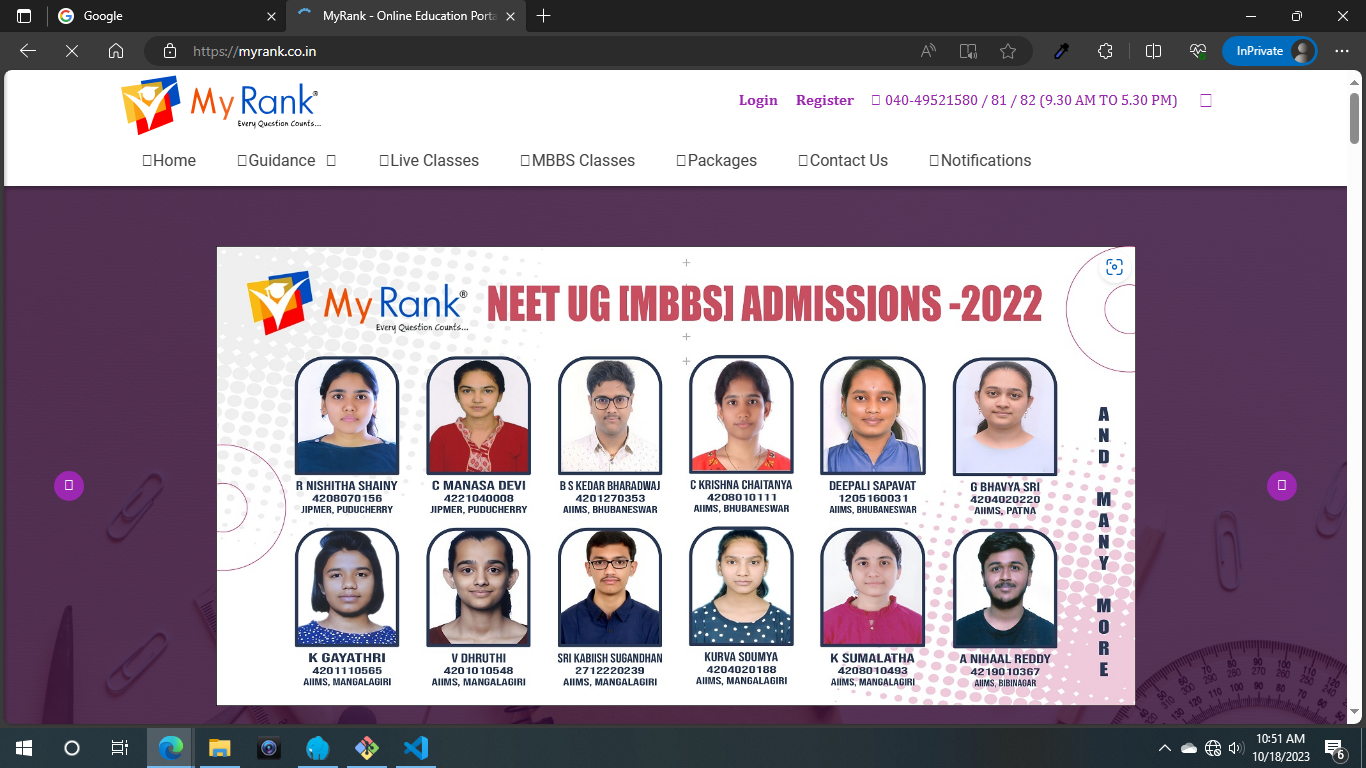 Google
MyRank - Online Education Porta
https://myrank.co.in
InPrivate
My Rank®
Every Question Counts...
Login Register 040-49521580 / 81 / 82 (9.30 AM TO 5.30 PM)
Home Guidance Live Classes MBBS Classes Packages Contact Us Notifications
My Rank®
Every Question Counts...
NEET UG [MBBS] ADMISSIONS -2022
R NISHITHA SHAINY
4208070156
JIPMER, PUDUCHERRY
C MANASA DEVI
4221040008
JIPMER, PUDUCHERRY
B S KEDAR BHARADWAJ
4201270353
AIIMS, BHUBANESWAR
C KRISHNA CHAITANYA
4208010111
AIIMS, BHUBANESWAR
DEEPALI SAPAVAT
1205160031
AIIMS, BHUBANESWAR
G BHAVYA SRI
4204020220
AIIMS, PATNA
K GAYATHRI
4201110565
AIIMS, MANGALAGIRI
V DHRUTHI
4201010548
AIIMS, MANGALAGIRI
SRI KABIISH SUGANDHAN
2712220239
AIIMS, MANGALAGIRI
KURVA SOUMYA
4204020188
AIIMS, MANGALAGIRI
K SUMALATHA
4208010493
AIIMS, MANGALAGIRI
A NIHAAL REDDY
4219010367
AIIMS, BIBINAGAR
AND MANY MORE
10:51 AM
10/18/2023
6